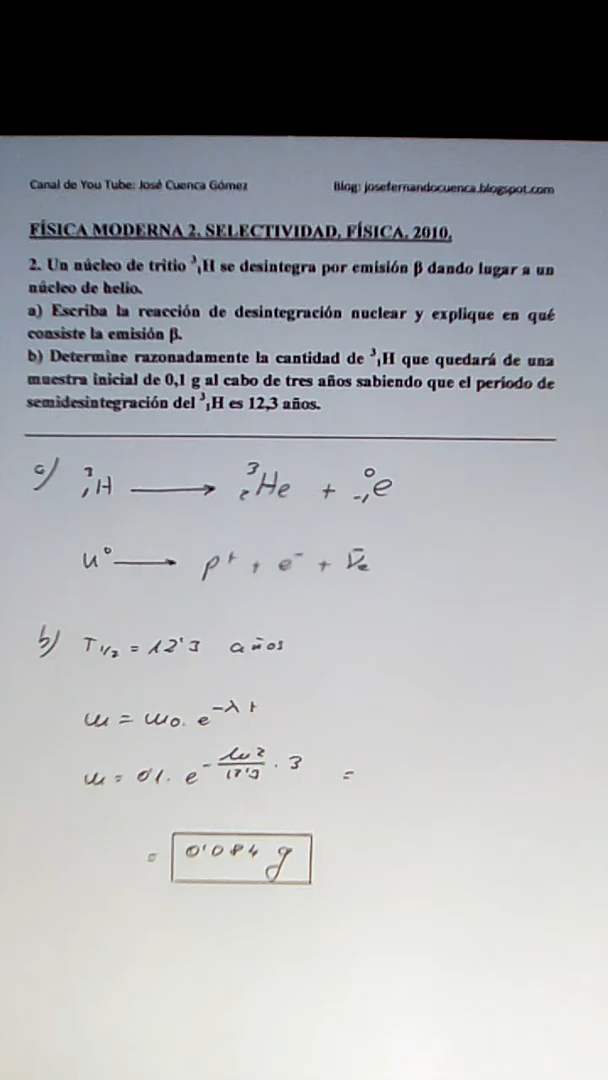 Canal de You Tube: José Cuenca Gómez Blog: josefernandocuenca.blogspot.com
FÍSICA MODERNA 2. SELECTIVIDAD. FÍSICA. 2010.
2. Un núcleo de tritio ³₁H se desintegra por emisión β dando lugar a un
núcleo de helio.
a) Escriba la reacción de desintegración nuclear y explique en qué
consiste la emisión β.
b) Determine razonadamente la cantidad de ³₁H que quedará de una
muestra inicial de 0,1 g al cabo de tres años sabiendo que el periodo de
semidesintegración del ³₁H es 12,3 años.
a) ³₁H ⟶ ³₂He + ⁰₋₁e
n⁰ ⟶ p⁺ + e⁻ + ν̄ₑ
b) T₁/₂ = 12'3 años
m = m₀ · e^(-λt)
m = 0'1 · e^(-(ln 2/12'3) · 3) =
= 0'084 g